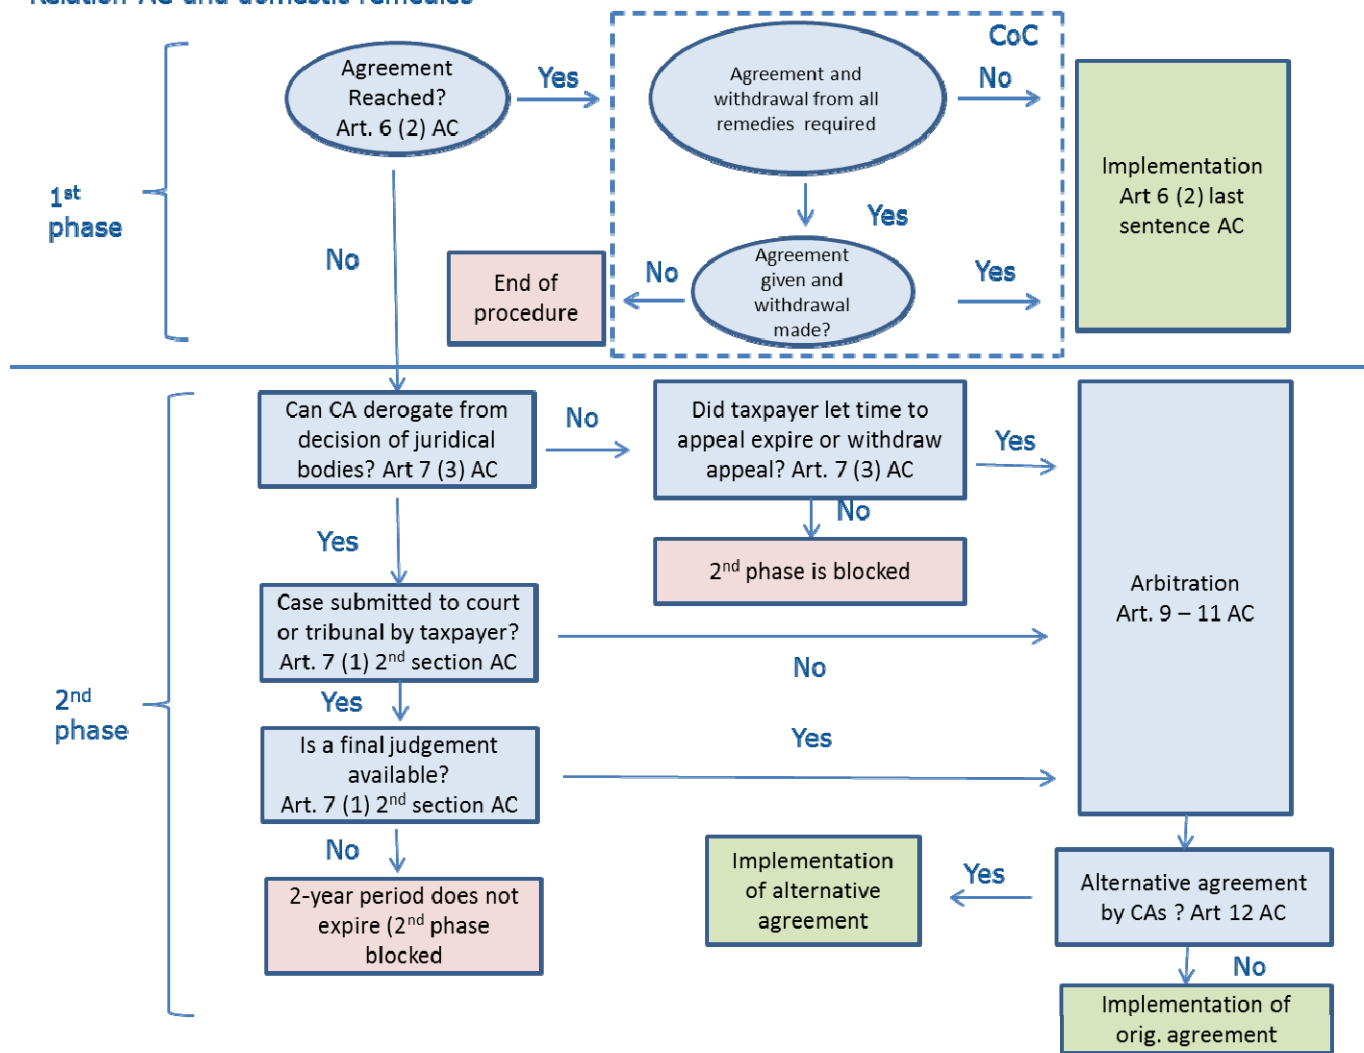 Relation AC and domestic remedies
CoC
Agreement
Reached?
Art. 6 (2) AC
Yes
Agreement and
withdrawal from all
remedies required
No
Implementation
Art 6 (2) last
sentence AC
1st
phase
No
Yes
End of
procedure
No
Agreement
given and
withdrawal
made?
Yes
Can CA derogate from
decision of juridical
bodies? Art 7 (3) AC
No
Did taxpayer let time to
appeal expire or withdraw
appeal? Art. 7 (3) AC
Yes
No
2nd phase is blocked
Yes
Arbitration
Art. 9 – 11 AC
Case submitted to court
or tribunal by taxpayer?
Art. 7 (1) 2nd section AC
No
2nd
phase
Yes
Is a final judgement
available?
Art. 7 (1) 2nd section AC
Yes
No
2-year period does not
expire (2nd phase
blocked
Implementation
of alternative
agreement
Yes
Alternative agreement
by CAs ? Art 12 AC
No
Implementation of
orig. agreement